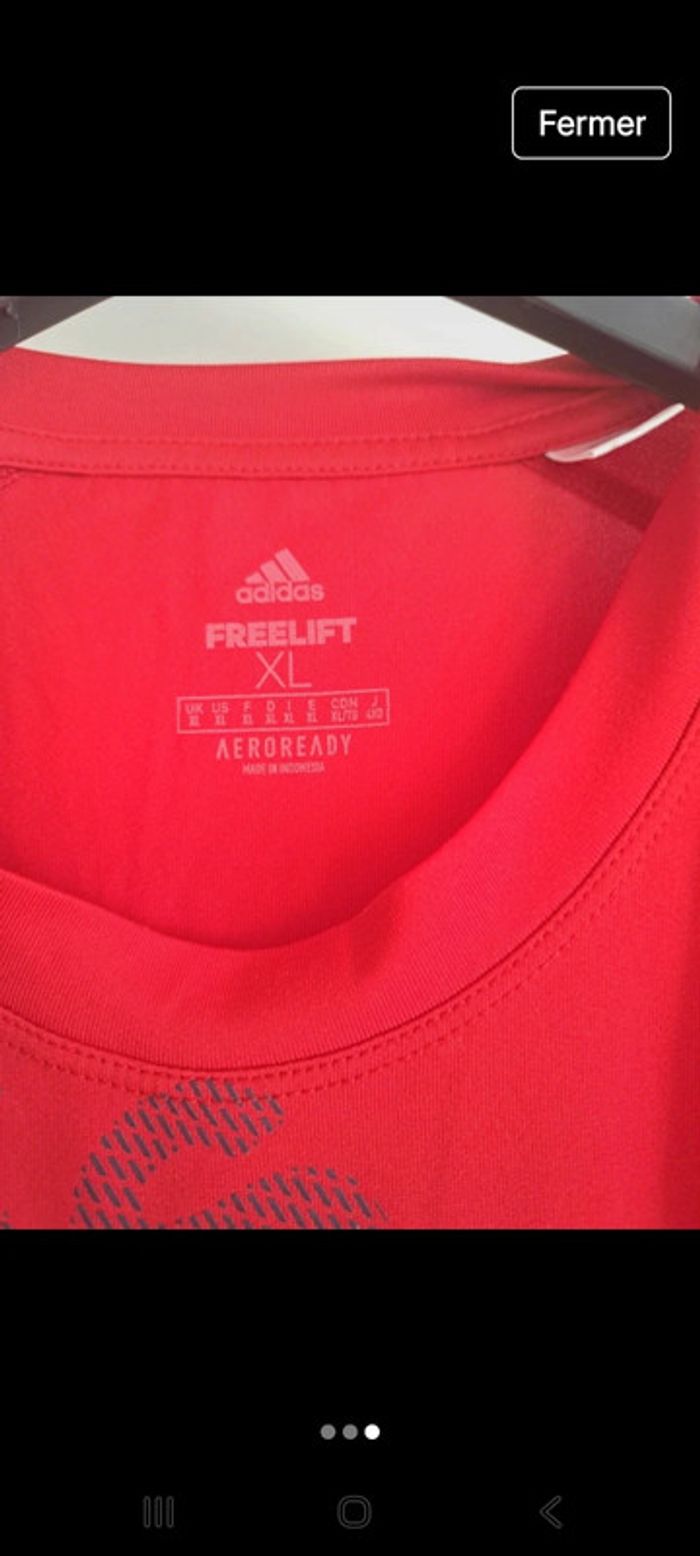 Fermer
adidas
FREELIFT
XL
UK US F D I E CDN J
XL XL XL XL XL XL XL/TG
AEROREADY
MADE IN INDONESIA